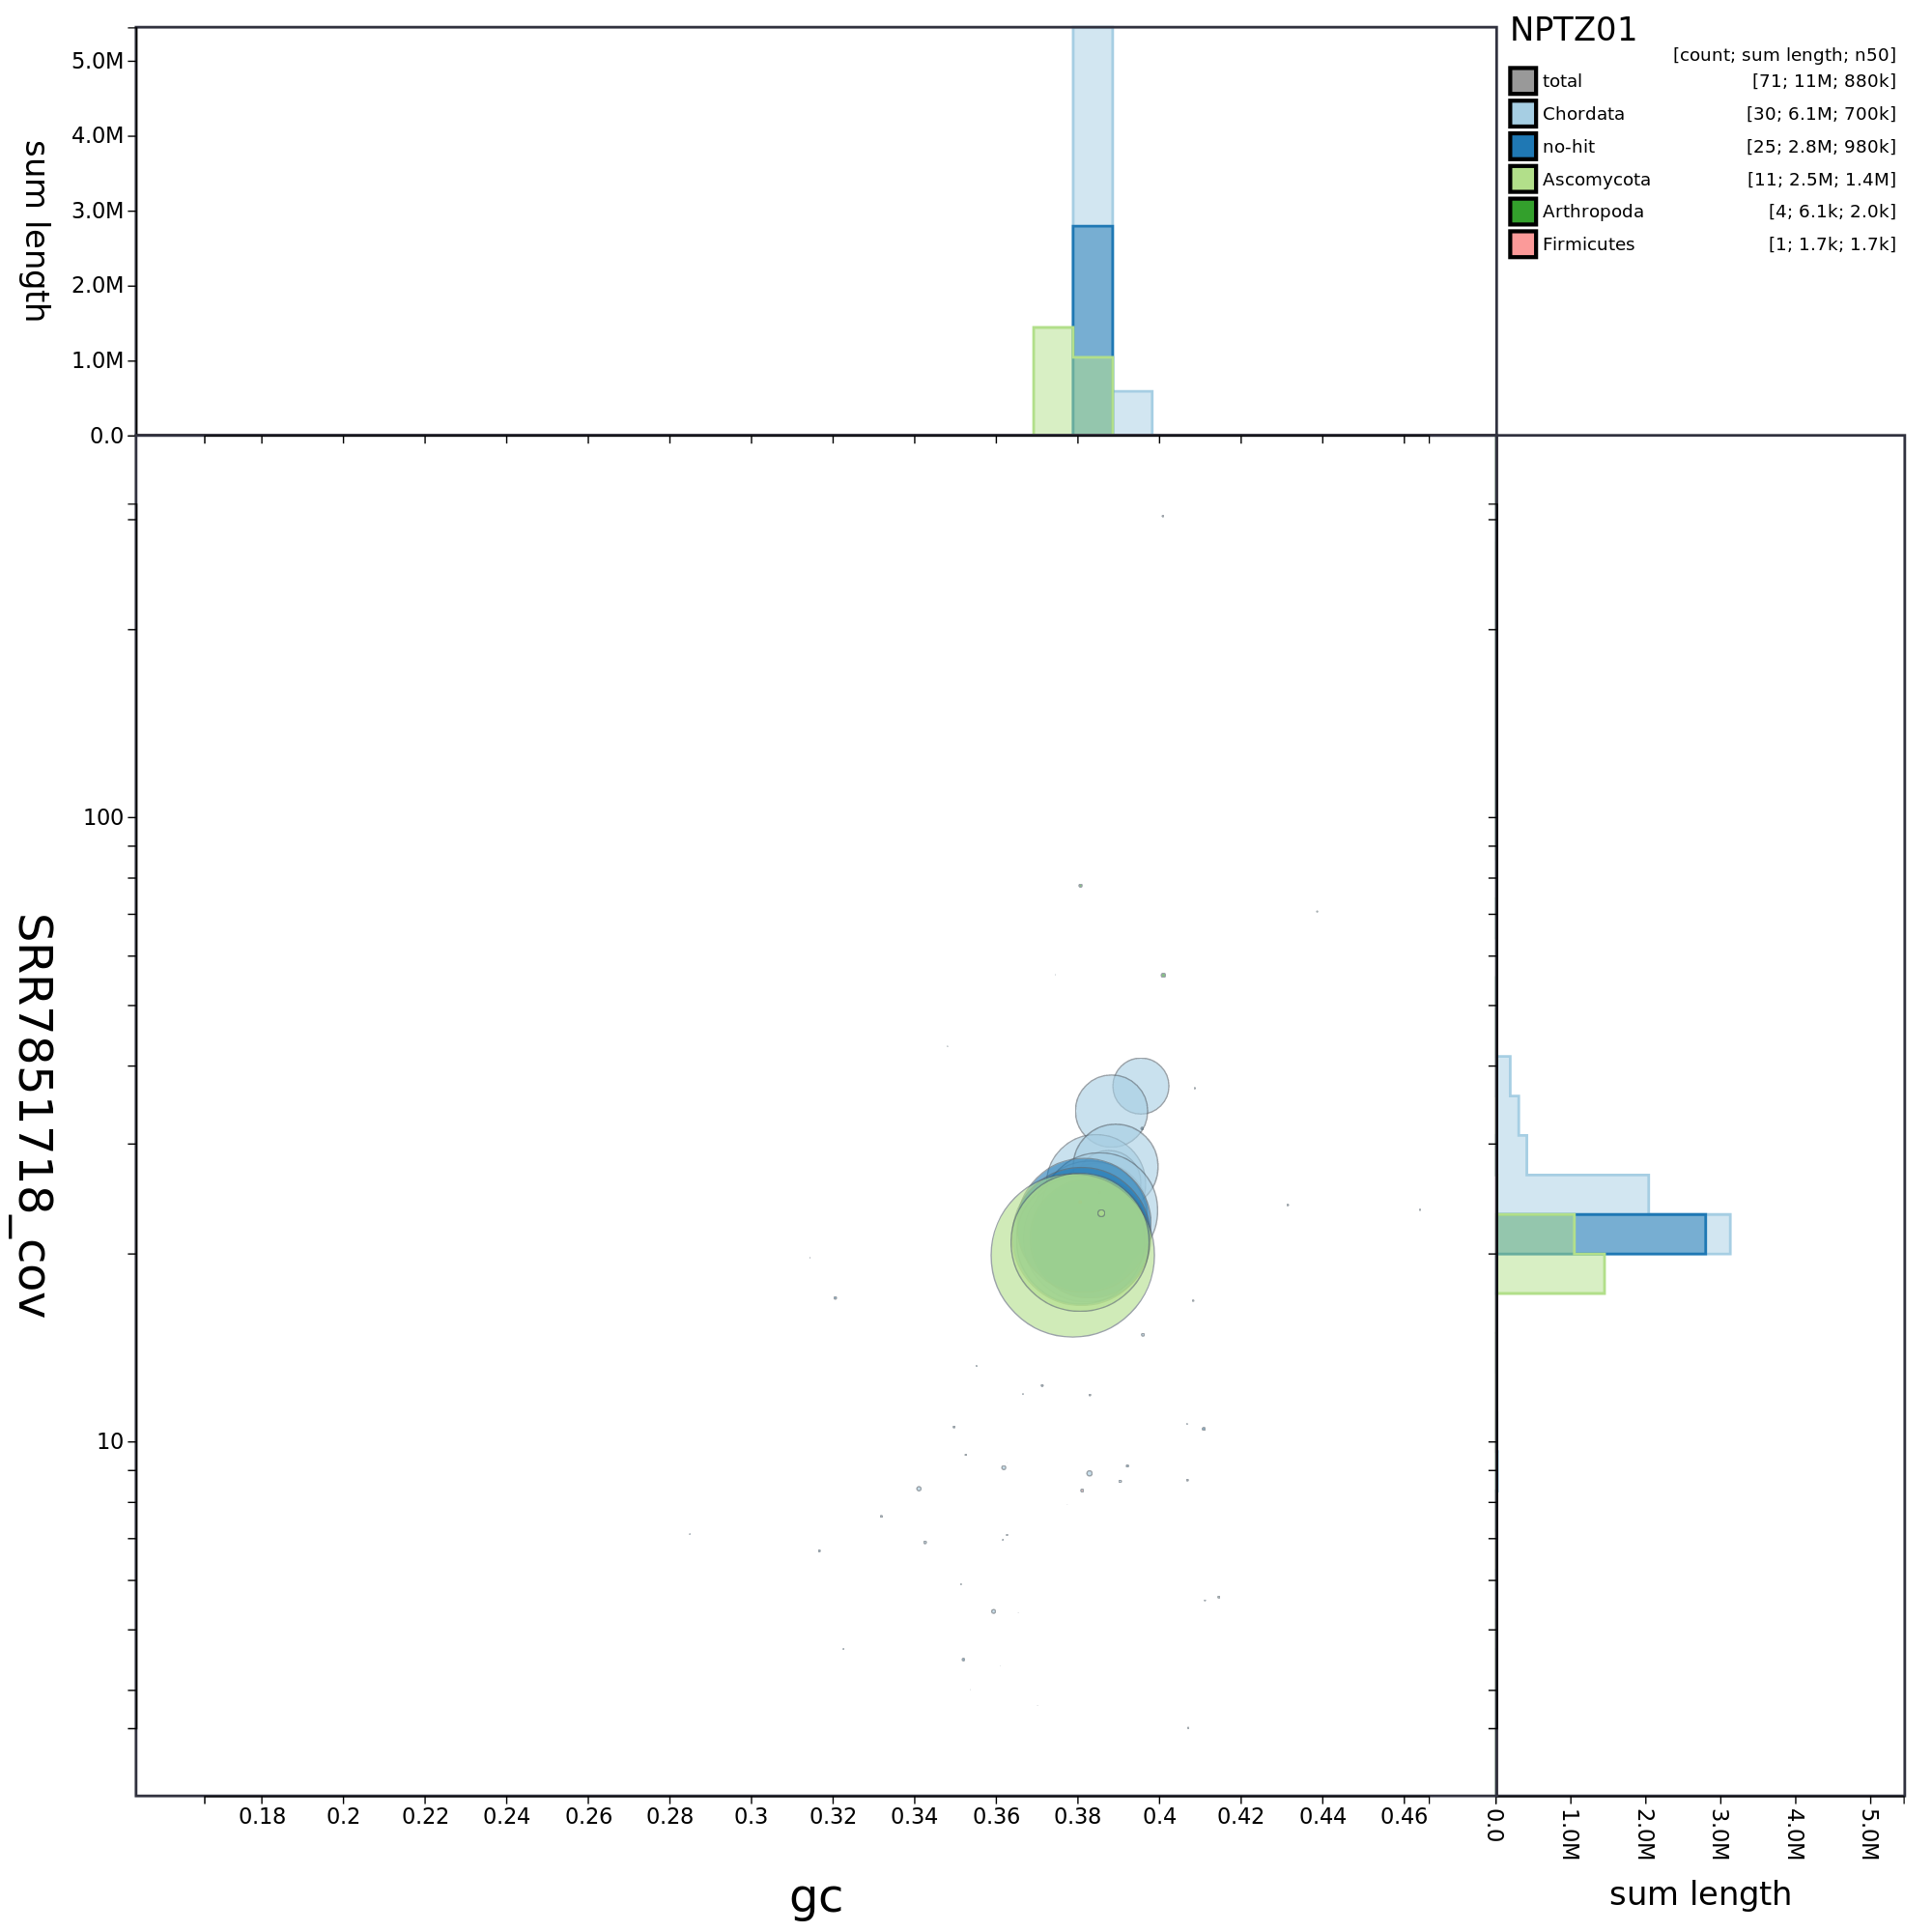 NPTZ01
[count; sum length; n50]
total [71; 11M; 880k]
Chordata [30; 6.1M; 700k]
no-hit [25; 2.8M; 980k]
Ascomycota [11; 2.5M; 1.4M]
Arthropoda [4; 6.1k; 2.0k]
Firmicutes [1; 1.7k; 1.7k]
sum length
5.0M
4.0M
3.0M
2.0M
1.0M
0.0
SRR7851718_cov
100
10
0.18 0.2 0.22 0.24 0.26 0.28 0.3 0.32 0.34 0.36 0.38 0.4 0.42 0.44 0.46
gc
0.0 1.0M 2.0M 3.0M 4.0M 5.0M
sum length